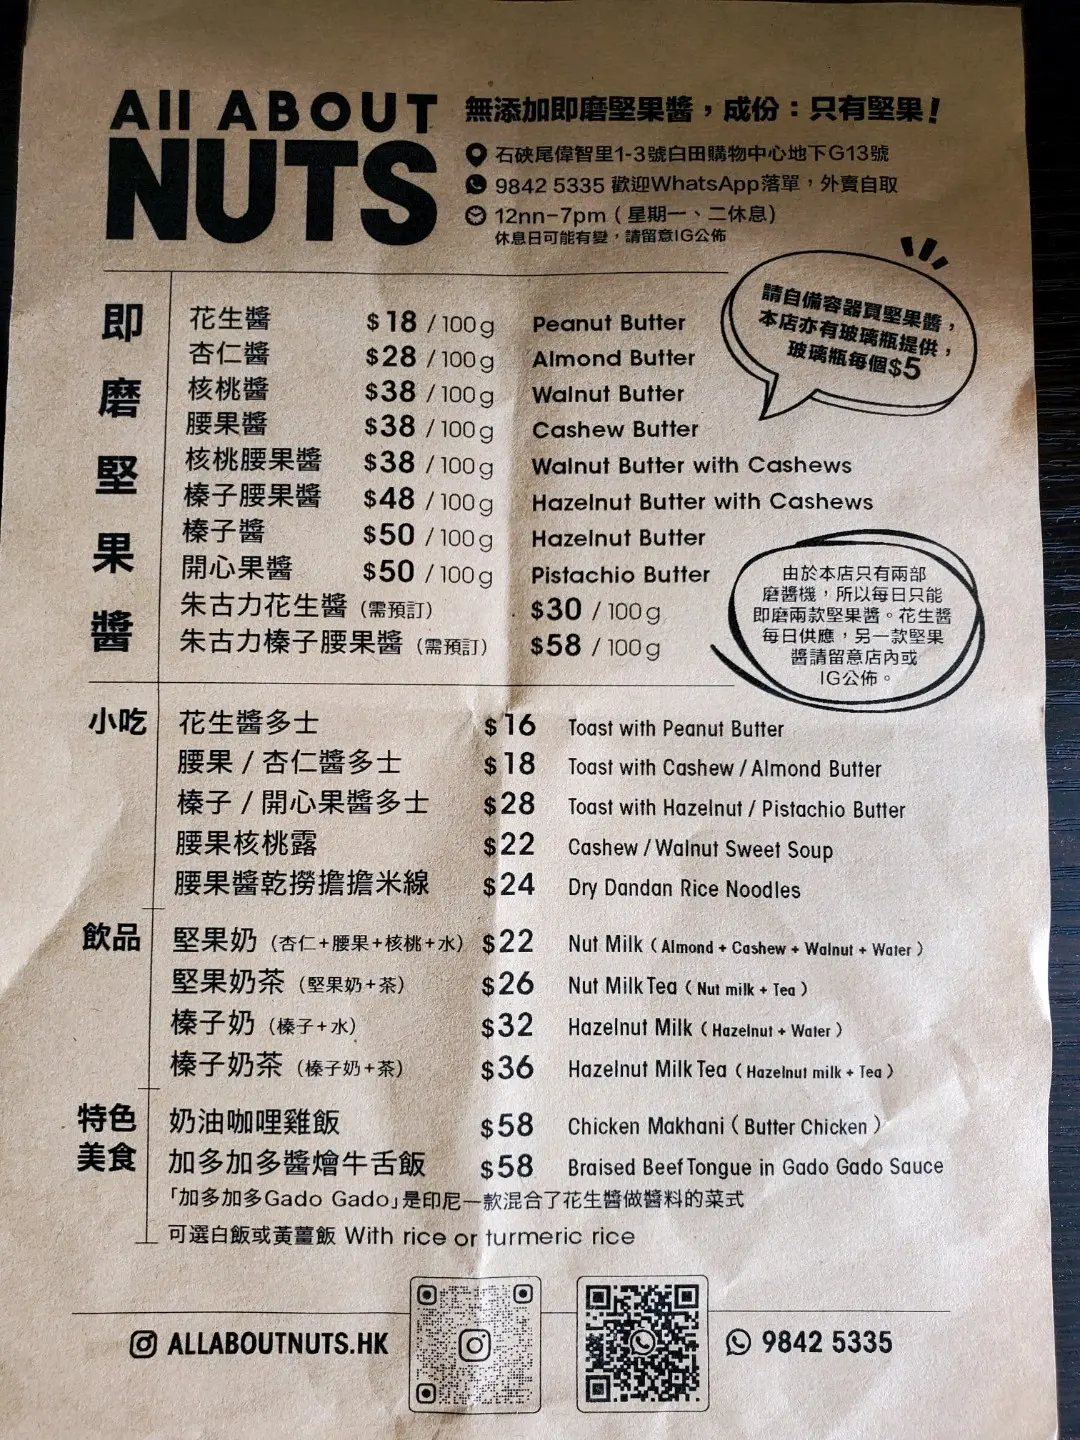 All ABOUT
NUTS
無添加即磨堅果醬，成份：只有堅果！
石硤尾偉智里1-3號白田購物中心地下G13號
9842 5335 歡迎WhatsApp落單，外賣自取
12nn-7pm（星期一、二休息）
休息日可能有變，請留意IG公佈
請自備容器買堅果醬，
本店亦有玻璃瓶提供，
玻璃瓶每個$5
即磨堅果醬
花生醬 $18 / 100g Peanut Butter
杏仁醬 $28 / 100g Almond Butter
核桃醬 $38 / 100g Walnut Butter
腰果醬 $38 / 100g Cashew Butter
核桃腰果醬 $38 / 100g Walnut Butter with Cashews
榛子腰果醬 $48 / 100g Hazelnut Butter with Cashews
榛子醬 $50 / 100g Hazelnut Butter
開心果醬 $50 / 100g Pistachio Butter
朱古力花生醬（需預訂） $30 / 100g
朱古力榛子腰果醬（需預訂） $58 / 100g
由於本店只有兩部
磨醬機，所以每日只能
即磨兩款堅果醬。花生醬
每日供應，另一款堅果
醬請留意店內或
IG公佈。
小吃 花生醬多士 $16 Toast with Peanut Butter
腰果 / 杏仁醬多士 $18 Toast with Cashew / Almond Butter
榛子 / 開心果醬多士 $28 Toast with Hazelnut / Pistachio Butter
腰果核桃露 $22 Cashew / Walnut Sweet Soup
腰果醬乾撈擔擔米線 $24 Dry Dandan Rice Noodles
飲品 堅果奶（杏仁+腰果+核桃+水） $22 Nut Milk ( Almond + Cashew + Walnut + Water )
堅果奶茶（堅果奶+茶） $26 Nut Milk Tea ( Nut milk + Tea )
榛子奶（榛子+水） $32 Hazelnut Milk ( Hazelnut + Water )
榛子奶茶（榛子奶+茶） $36 Hazelnut Milk Tea ( Hazelnut milk + Tea )
特色
美食
奶油咖哩雞飯 $58 Chicken Makhani ( Butter Chicken )
加多加多醬燴牛舌飯 $58 Braised Beef Tongue in Gado Gado Sauce
「加多加多Gado Gado」是印尼一款混合了花生醬做醬料的菜式
可選白飯或黃薑飯 With rice or turmeric rice
ALLABOUTNUTS.HK
9842 5335